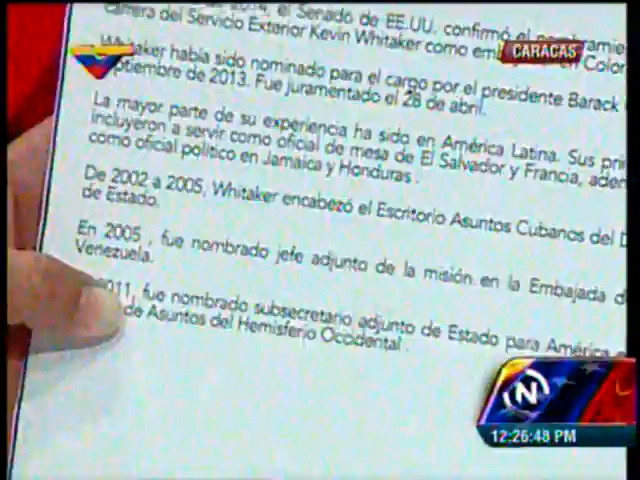 el Senado de EE.UU. confirmó el
Carrera del Servicio Exterior Kevin Whitaker como en Colom
CARACAS
Whitaker había sido nominado para el cargo por el presidente Barack
septiembre de 2013. Fue juramentado el 28 de abril.
La mayor parte de su experiencia ha sido en América Latina. Sus
incluyeron a servir como oficial de mesa de El Salvador y Francia,
como oficial político en Jamaica y Honduras .
De 2002 a 2005, Whitaker encabezó el Escritorio Asuntos Cubanos del
de Estado.
En 2005 , fue nombrado jefe adjunto de la misión en la Embajada d
Venezuela.
2011, fue nombrado subsecretario adjunto de Estado para América
de Asuntos del Hemisferio Occidental .
N
12:26:48 PM